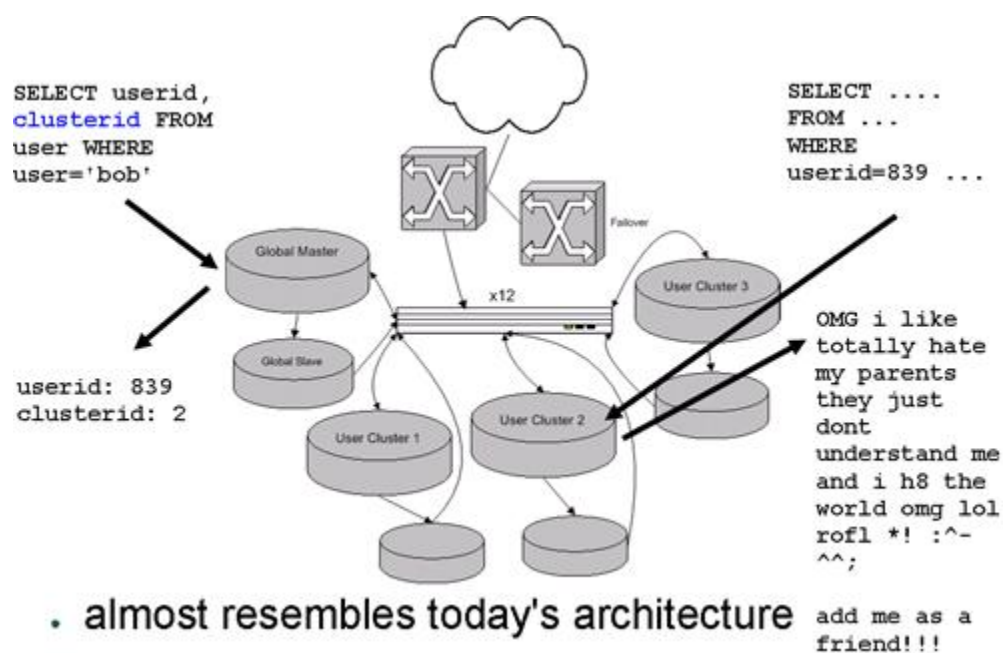 SELECT userid,
clusterid FROM
user WHERE
user='bob'
SELECT ....
FROM ...
WHERE
userid=839 ...
Failover
Global Master
x12
User Cluster 3
Global Slave
userid: 839
clusterid: 2
User Cluster 1
User Cluster 2
OMG i like
totally hate
my parents
they just
dont
understand me
and i h8 the
world omg lol
rofl *! :^-
^^;
add me as a
friend!!!
. almost resembles today's architecture